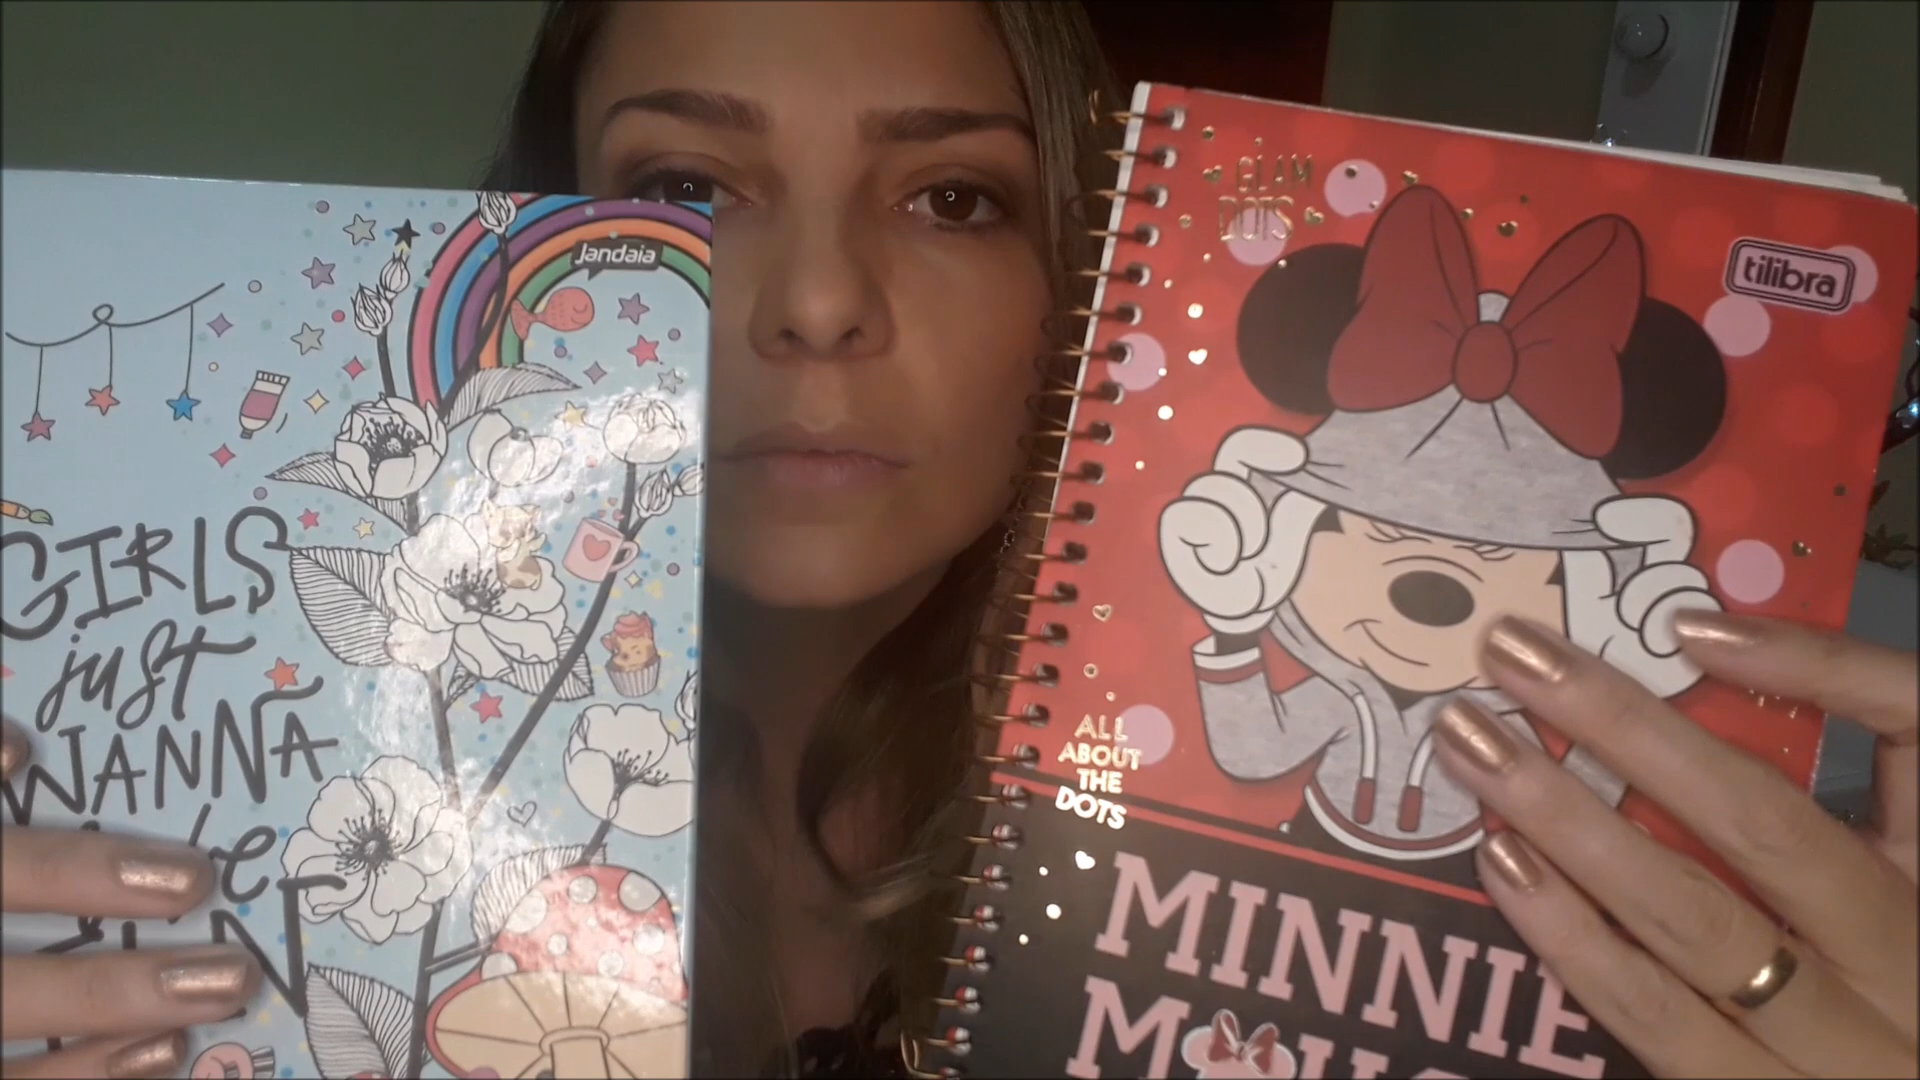 Jandaia
GIRLS
just
WANNA
GLAM
DOTS
tilibra
ALL
ABOUT
THE
DOTS
MINNIE